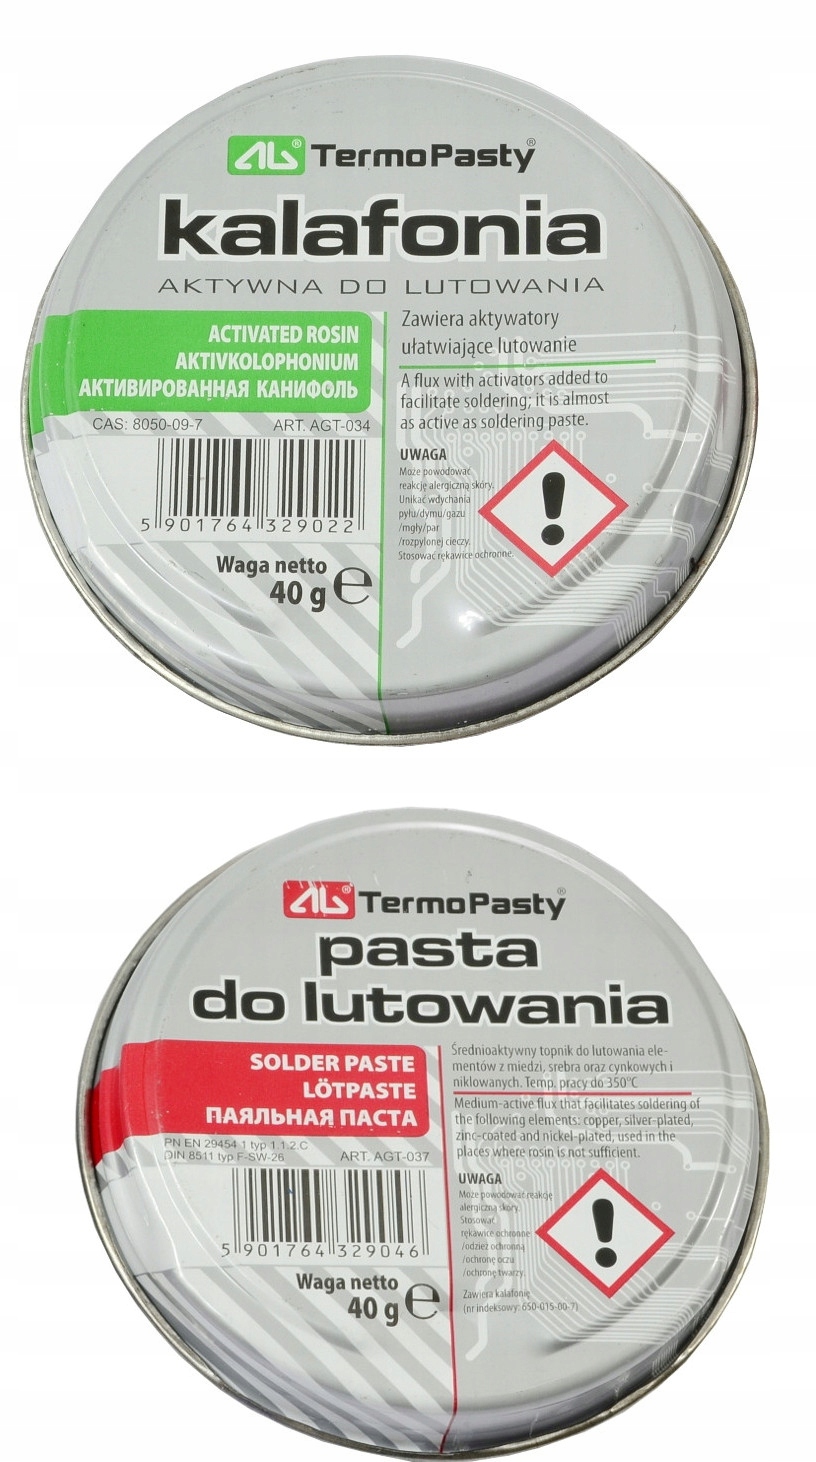 AG® TermoPasty®
kalafonia
AKTYWNA DO LUTOWANIA
ACTIVATED ROSIN
AKTIVKOLOPHONIUM
АКТИВИРОВАННАЯ КАНИФОЛЬ
CAS: 8050-09-7 ART. AGT-034
5 901764 329022
Waga netto
40 g e
Zawiera aktywatory
ułatwiające lutowanie
A flux with activators added to
facilitate soldering; it is almost
as active as soldering paste.
UWAGA
Może powodować
reakcję alergiczną skóry.
Unikać wdychania
pyłu/dymu/gazu
/mgły/par
/rozpylonej cieczy.
Stosować rękawice ochronne.
AG® TermoPasty®
pasta
do lutowania
SOLDER PASTE
LÖTPASTE
ПАЯЛЬНАЯ ПАСТА
PN EN 29454 1 typ 1.1.2.C
DIN 8511 typ F-SW-26 ART. AGT-037
5 901764 329046
Waga netto
40 g e
Średnioaktywny topnik do lutowania ele-
mentów z miedzi, srebra oraz cynkowych i
niklowanych. Temp. pracy do 350°C
Medium-active flux that facilitates soldering of
the following elements: copper, silver-plated,
zinc-coated and nickel-plated, used in the
places where rosin is not sufficient.
UWAGA
Może powodować reakcję
alergiczną skóry.
Stosować
rękawice ochronne
/odzież ochronną
/ochronę oczu
/ochronę twarzy.
Zawiera kalafonię
(nr indeksowy: 650-015-00-7)